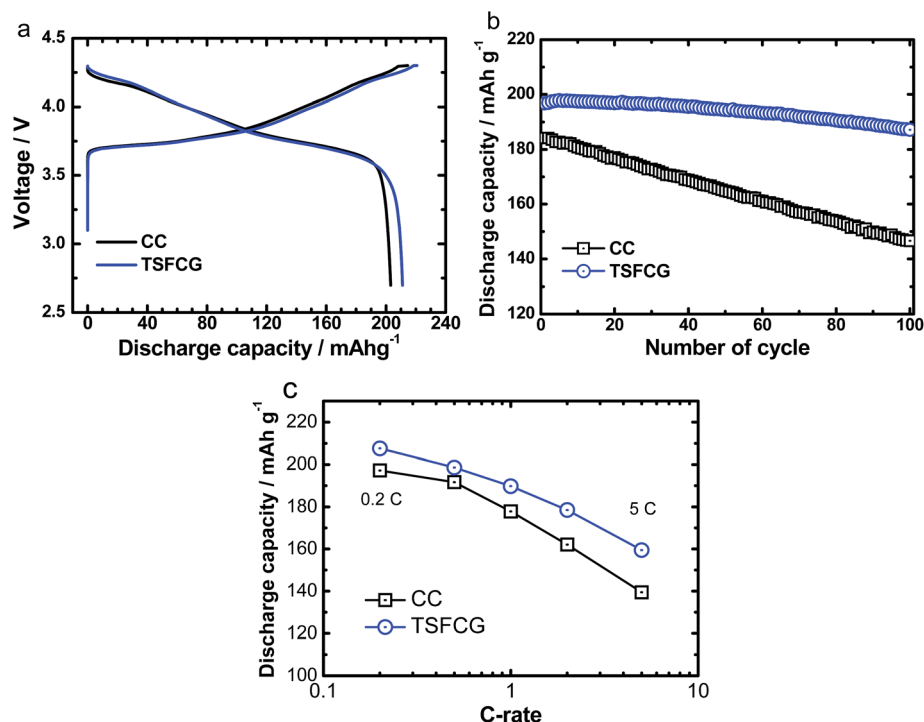 a
4.5
4.0
3.5
3.0
2.5
Voltage / V
CC
TSFCG
0 40 80 120 160 200 240
Discharge capacity / mAhg-1
b
220
200
180
160
140
120
Discharge capacity / mAh g-1
CC
TSFCG
0 20 40 60 80 100
Number of cycle
c
220
200
180
160
140
120
100
Discharge capacity / mAh g-1
0.2 C
5 C
CC
TSFCG
0.1 1 10
C-rate